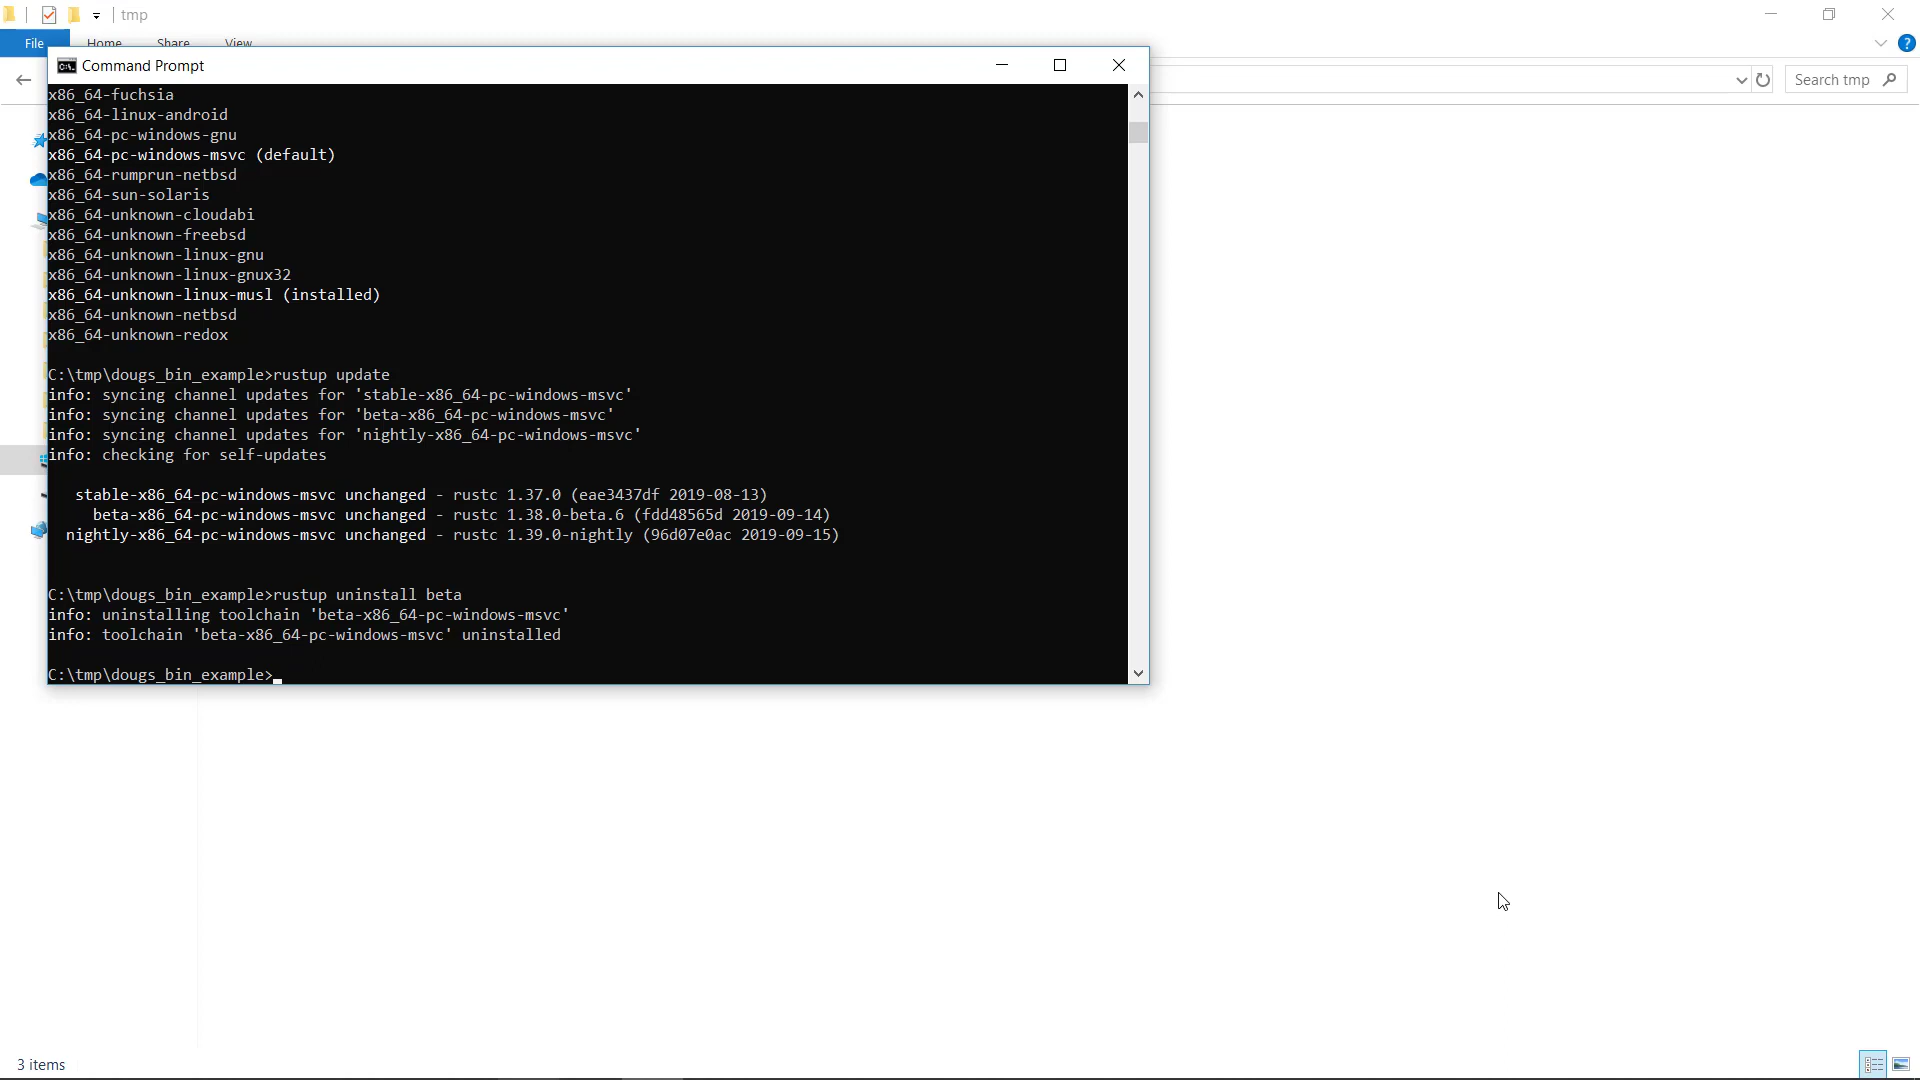 tmp
File Home Share View
Command Prompt
Search tmp
x86_64-fuchsia
x86_64-linux-android
x86_64-pc-windows-gnu
x86_64-pc-windows-msvc (default)
x86_64-rumprun-netbsd
x86_64-sun-solaris
x86_64-unknown-cloudabi
x86_64-unknown-freebsd
x86_64-unknown-linux-gnu
x86_64-unknown-linux-gnux32
x86_64-unknown-linux-musl (installed)
x86_64-unknown-netbsd
x86_64-unknown-redox
C:\tmp\dougs_bin_example>rustup update
info: syncing channel updates for 'stable-x86_64-pc-windows-msvc'
info: syncing channel updates for 'beta-x86_64-pc-windows-msvc'
info: syncing channel updates for 'nightly-x86_64-pc-windows-msvc'
info: checking for self-updates
stable-x86_64-pc-windows-msvc unchanged - rustc 1.37.0 (eae3437df 2019-08-13)
beta-x86_64-pc-windows-msvc unchanged - rustc 1.38.0-beta.6 (fdd48565d 2019-09-14)
nightly-x86_64-pc-windows-msvc unchanged - rustc 1.39.0-nightly (96d07e0ac 2019-09-15)
C:\tmp\dougs_bin_example>rustup uninstall beta
info: uninstalling toolchain 'beta-x86_64-pc-windows-msvc'
info: toolchain 'beta-x86_64-pc-windows-msvc' uninstalled
C:\tmp\dougs_bin_example>
3 items